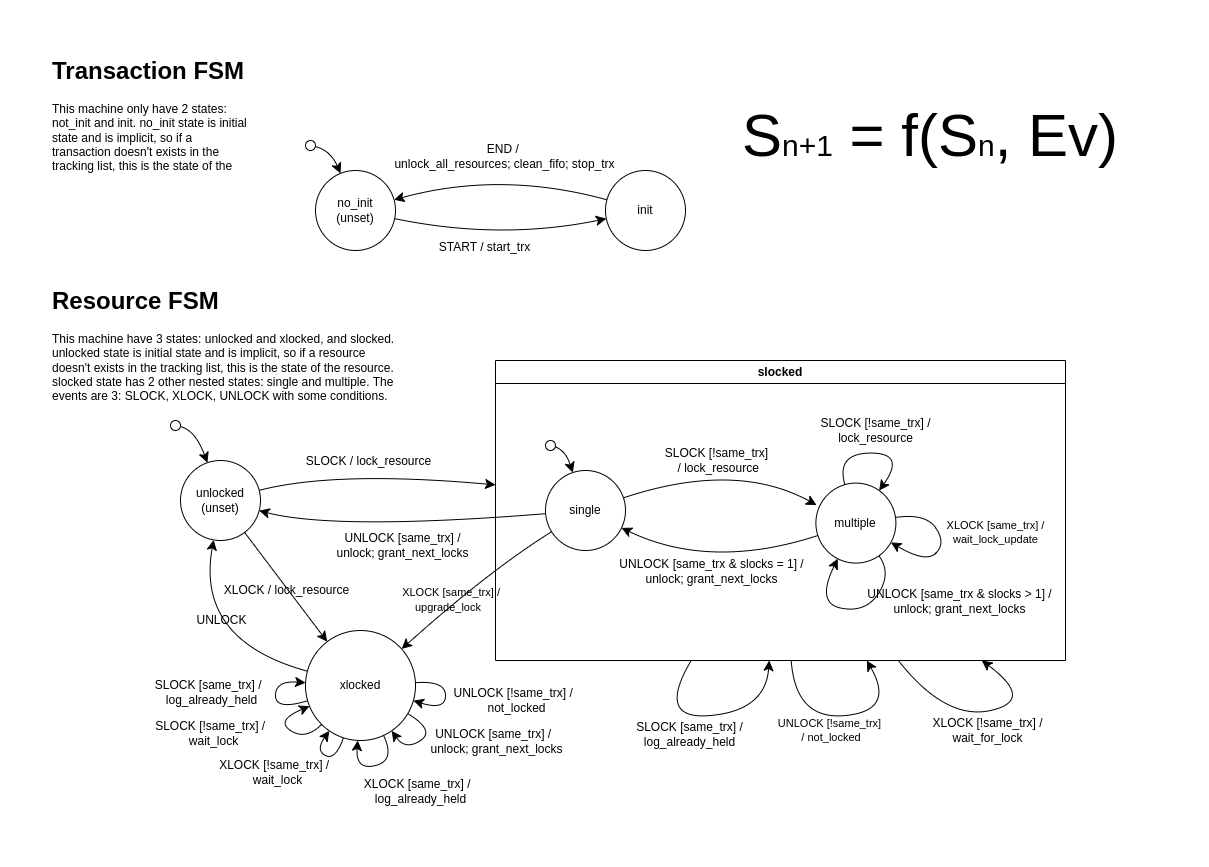 Transaction FSM
This machine only have 2 states:
not_init and init. no_init state is initial
state and is implicit, so if a
transaction doesn't exists in the
tracking list, this is the state of the
Sn+1 = f(Sn, Ev)
END /
unlock_all_resources; clean_fifo; stop_trx
no_init
(unset)
init
START / start_trx
Resource FSM
This machine have 3 states: unlocked and xlocked, and slocked.
unlocked state is initial state and is implicit, so if a resource
doesn't exists in the tracking list, this is the state of the resource.
slocked state has 2 other nested states: single and multiple. The
events are 3: SLOCK, XLOCK, UNLOCK with some conditions.
slocked
SLOCK [!same_trx] /
lock_resource
SLOCK / lock_resource
SLOCK [!same_trx]
/ lock_resource
unlocked
(unset)
single
multiple
XLOCK [same_trx] /
wait_lock_update
UNLOCK [same_trx] /
unlock; grant_next_locks
UNLOCK [same_trx & slocks = 1] /
unlock; grant_next_locks
XLOCK / lock_resource
XLOCK [same_trx] /
upgrade_lock
UNLOCK [same_trx & slocks > 1] /
unlock; grant_next_locks
UNLOCK
xlocked
SLOCK [same_trx] /
log_already_held
SLOCK [!same_trx] /
wait_lock
XLOCK [!same_trx] /
wait_lock
XLOCK [same_trx] /
log_already_held
UNLOCK [!same_trx] /
not_locked
UNLOCK [same_trx] /
unlock; grant_next_locks
SLOCK [same_trx] /
log_already_held
UNLOCK [!same_trx]
/ not_locked
XLOCK [!same_trx] /
wait_for_lock